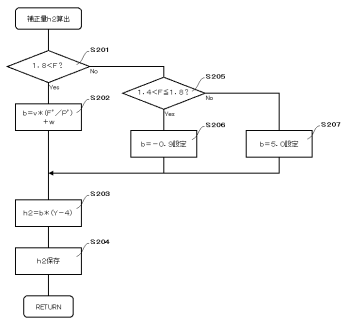 補正量h2算出
S201
1.8<F?
No
Yes
S202
b=v*(F'/P')
+w
S205
1.4<F≦1.8?
No
Yes
S206
b=-0.9設定
S207
b=5.0設定
S203
h2=b*(Y-4)
S204
h2保存
RETURN